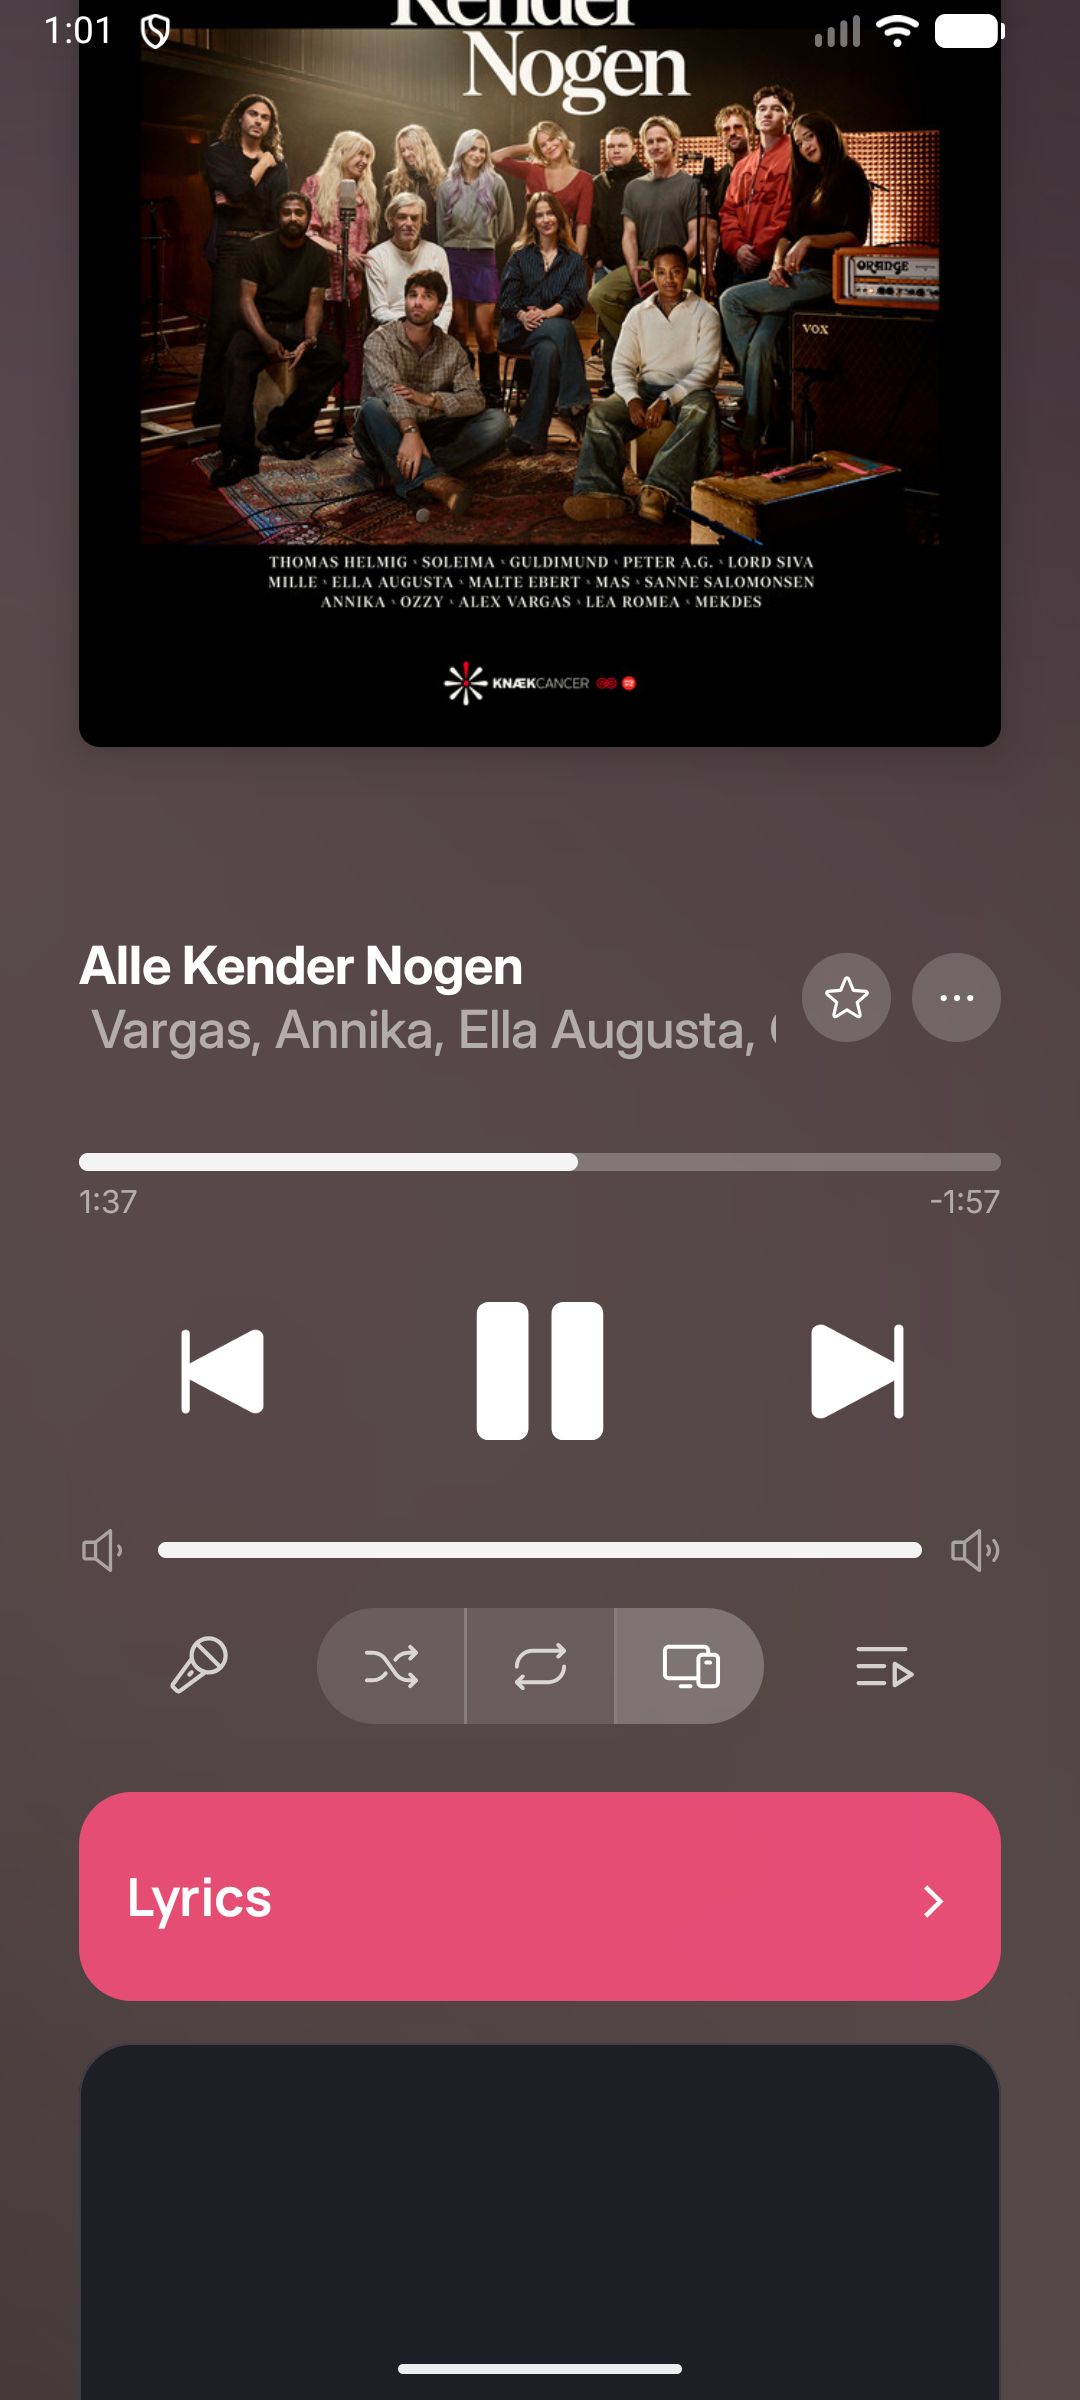 1:01
Kender
Nogen
ORANGE
VOX
THOMAS HELMIG · SOLEIMA · GULDIMUND · PETER A.G. · LORD SIVA
MILLE · ELLA AUGUSTA · MALTE EBERT · MAS · SANNE SALOMONSEN
ANNIKA · OZZY · ALEX VARGAS · LEA ROMEA · MEKDES
KNÆKCANCER
Alle Kender Nogen
Vargas, Annika, Ella Augusta,
1:37
-1:57
Lyrics